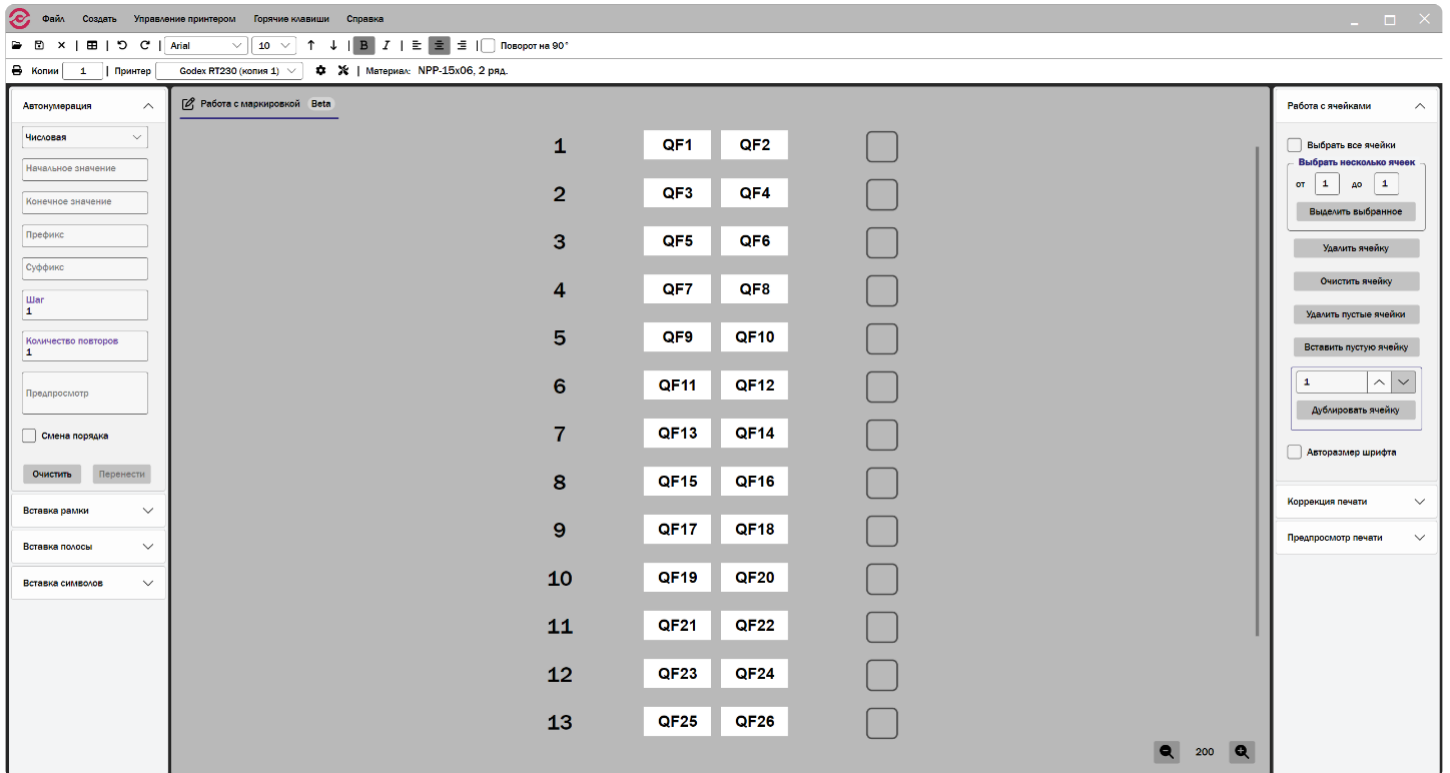 Файл Создать Управление принтером Горячие клавиши Справка
Arial 10 B I Поворот на 90°
Копии 1 Принтер Godex RT230 (копия 1) Материал: NPP-15x06, 2 ряд.
Автонумерация
Числовая
Начальное значение
Конечное значение
Префикс
Суффикс
Шаг
1
Количество повторов
1
Предпросмотр
Смена порядка
Очистить Перенести
Вставка рамки
Вставка полосы
Вставка символов
Работа с маркировкой Beta
1 QF1 QF2
2 QF3 QF4
3 QF5 QF6
4 QF7 QF8
5 QF9 QF10
6 QF11 QF12
7 QF13 QF14
8 QF15 QF16
9 QF17 QF18
10 QF19 QF20
11 QF21 QF22
12 QF23 QF24
13 QF25 QF26
200
Работа с ячейками
Выбрать все ячейки
Выбрать несколько ячеек
от 1 до 1
Выделить выбранное
Удалить ячейку
Очистить ячейку
Удалить пустые ячейки
Вставить пустую ячейку
1
Дублировать ячейку
Авторазмер шрифта
Коррекция печати
Предпросмотр печати